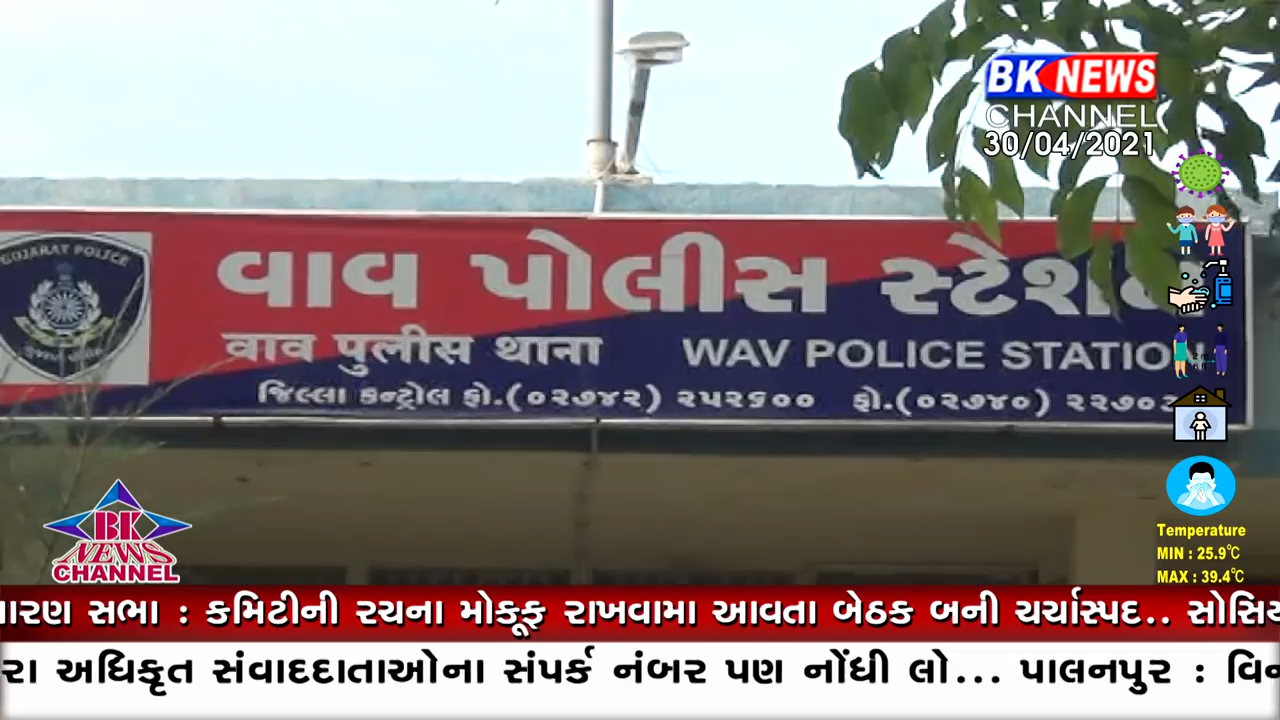 BK NEWS
CHANNEL
30/04/2021
GUJARAT POLICE
વાવ પોલીસ સ્ટેશન
વાવ પુલીસ થાના WAV POLICE STATION
જિલ્લા કન્ટ્રોલ ફો.(૦૨૭૪૨) ૨૫૨૬૦૦ ફો.(૦૨૭૪૦)
BK
NEWS
CHANNEL
Temperature
MIN : 25.9℃
MAX : 39.4℃
સભા : કમિટીની રચના મોકૂફ રાખવામા આવતા બેઠક બની ચર્ચાસ્પદ..
અધિકૃત સંવાદદાતાઓના સંપર્ક નંબર પણ નોંધી લો... પાલનપુર :